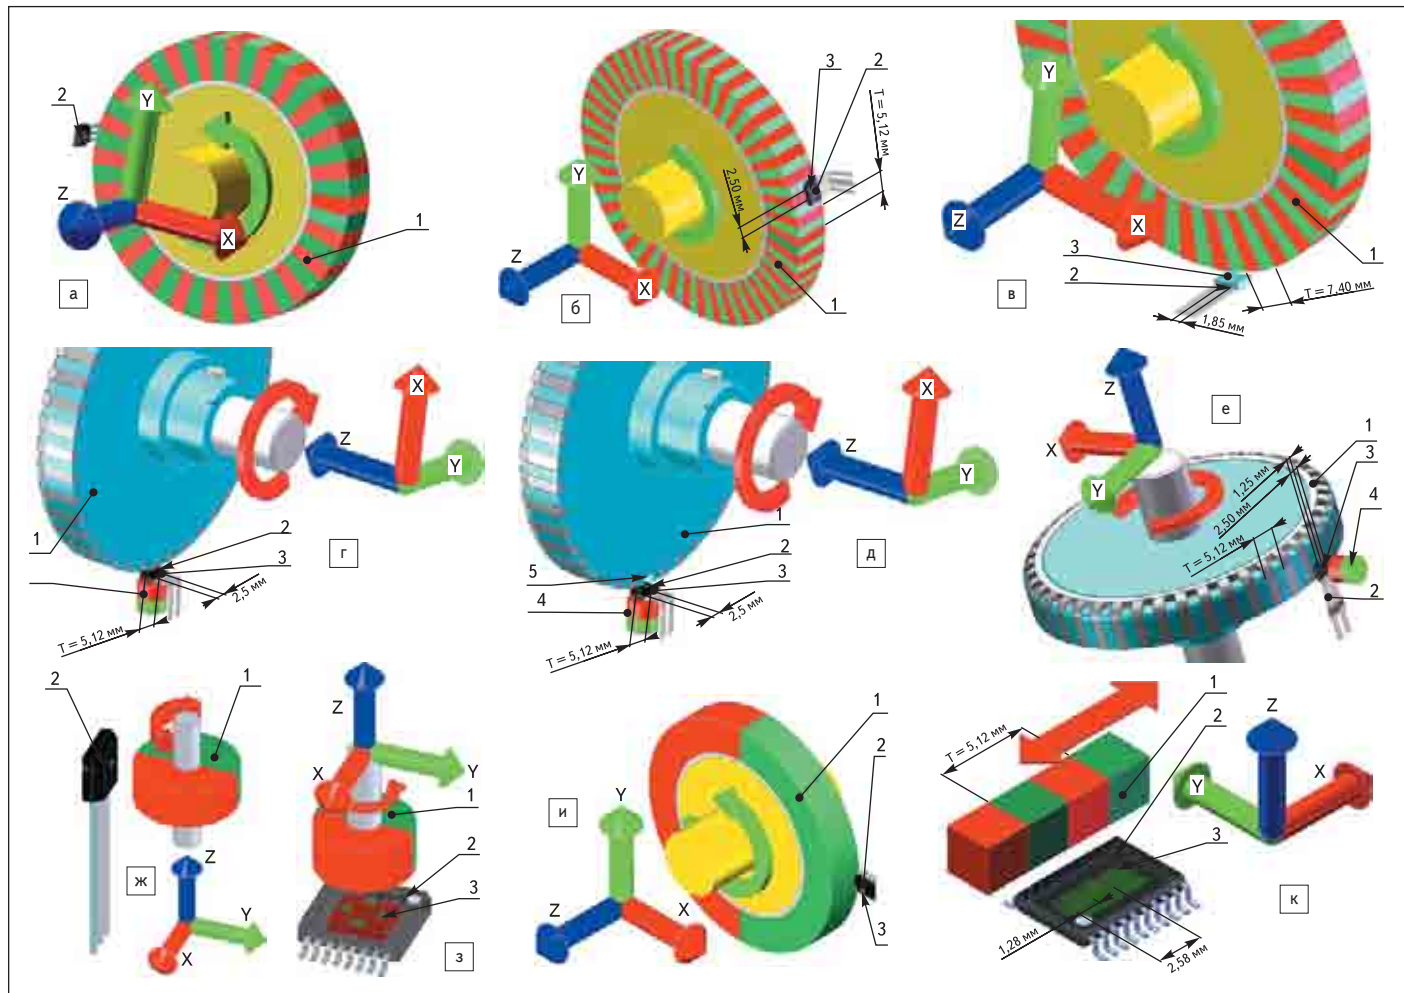 2
Y
Z
X
1
а
3
2
T = 5,12 мм
2,50 мм
Y
Z
X
1
б
Y
Z
X
1
3
2
T = 7,40 мм
1,85 мм
в
X
Z
Y
1
2
3
2,5 мм
T = 5,12 мм
г
X
Z
Y
1
5
2
3
4
2,5 мм
T = 5,12 мм
д
Z
X
Y
е
1
3
4
2
1,25 мм
2,50 мм
T = 5,12 мм
2
1
Z
Y
X
ж
Z
Y
X
1
2
3
з
1
2
3
Y
Z
X
и
T = 5,12 мм
1
2
3
Z
Y
X
1,28 мм
2,58 мм
к